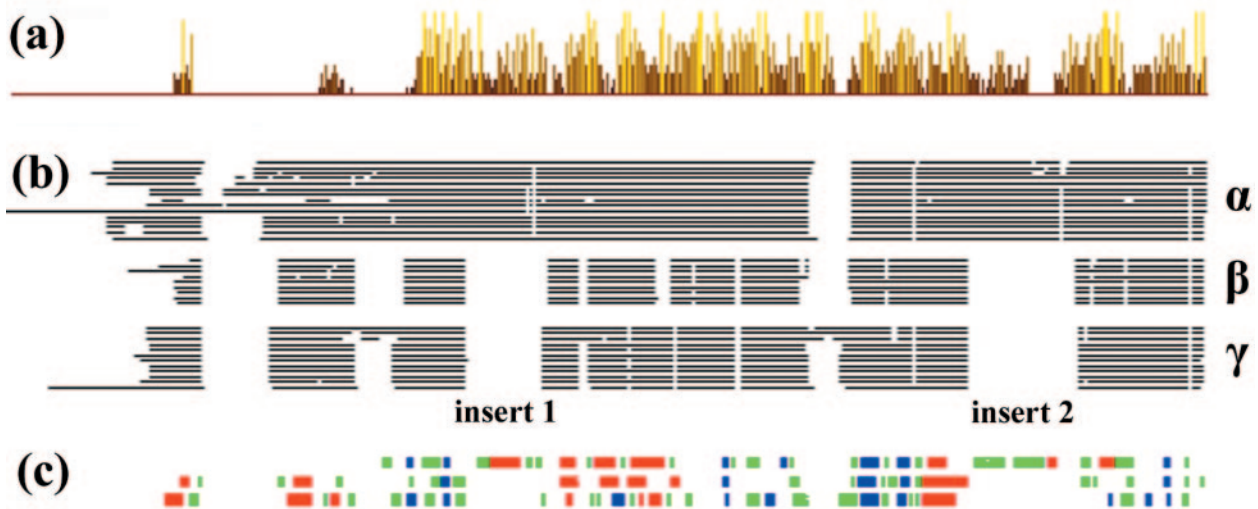 (a)
(b)
α
β
γ
insert 1 insert 2
(c)